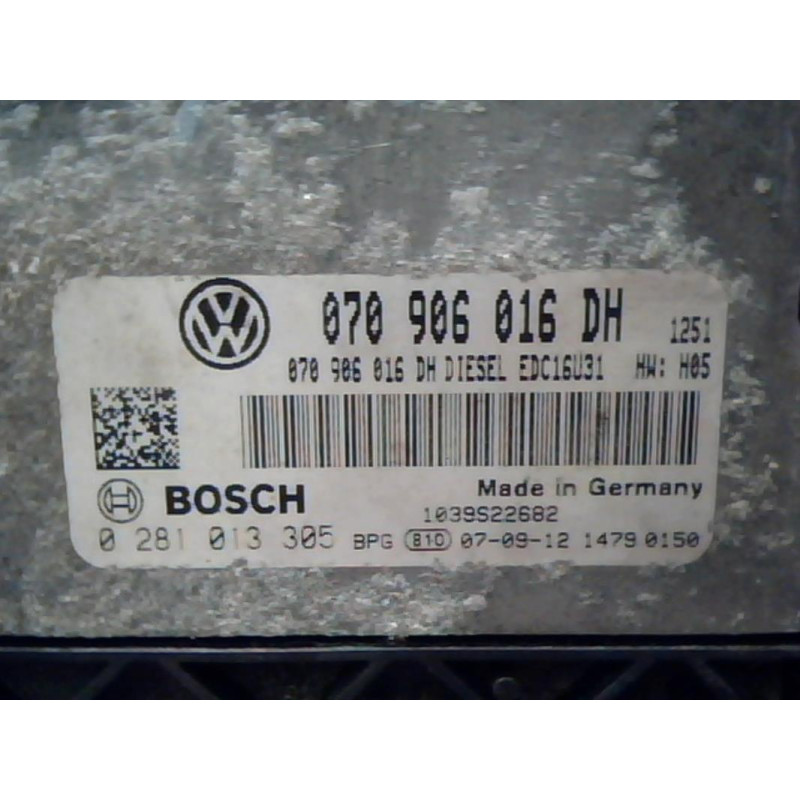 070 906 016 DH 1251
070 906 016 DH DIESEL EDC16U31 HW: H05
BOSCH
Made in Germany
1039S22682
0 281 013 305 BPG 810 07-09-12 1479 0150